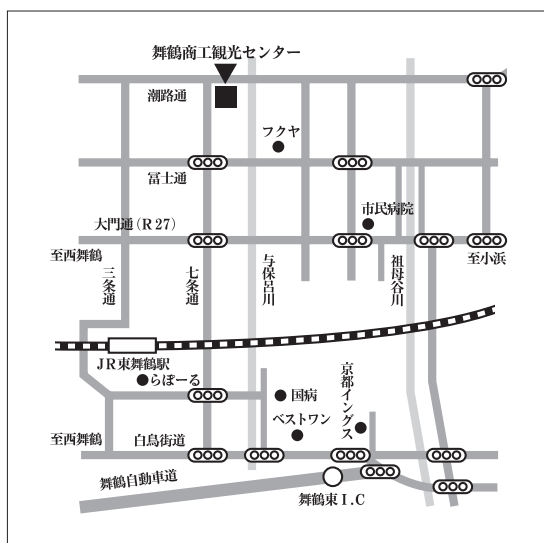 舞鶴商工観光センター
潮路通
フクヤ
冨士通
大門通(R27)
市民病院
至西舞鶴
至小浜
三条通
七条通
与保呂川
祖母谷川
JR東舞鶴駅
らぽーる
国病
京都イングス
ベストワン
至西舞鶴
白鳥街道
舞鶴自動車道
舞鶴東I.C